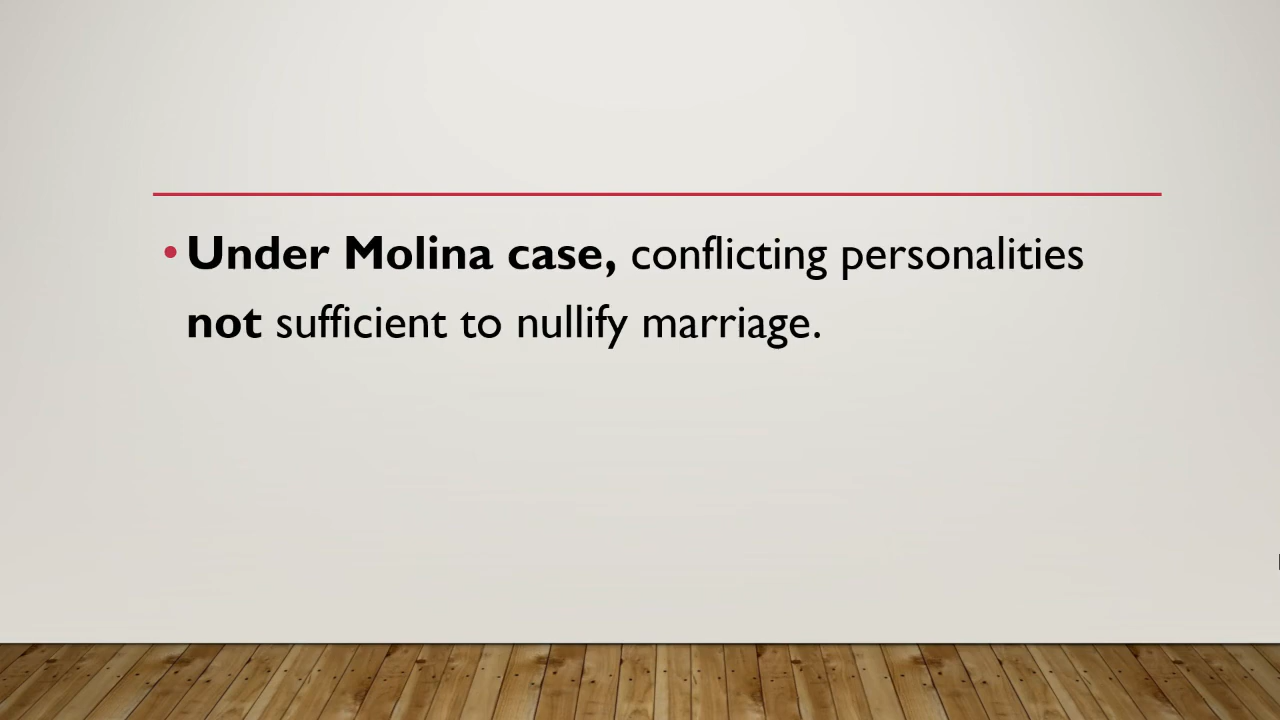 • Under Molina case, conflicting personalities
not sufficient to nullify marriage.